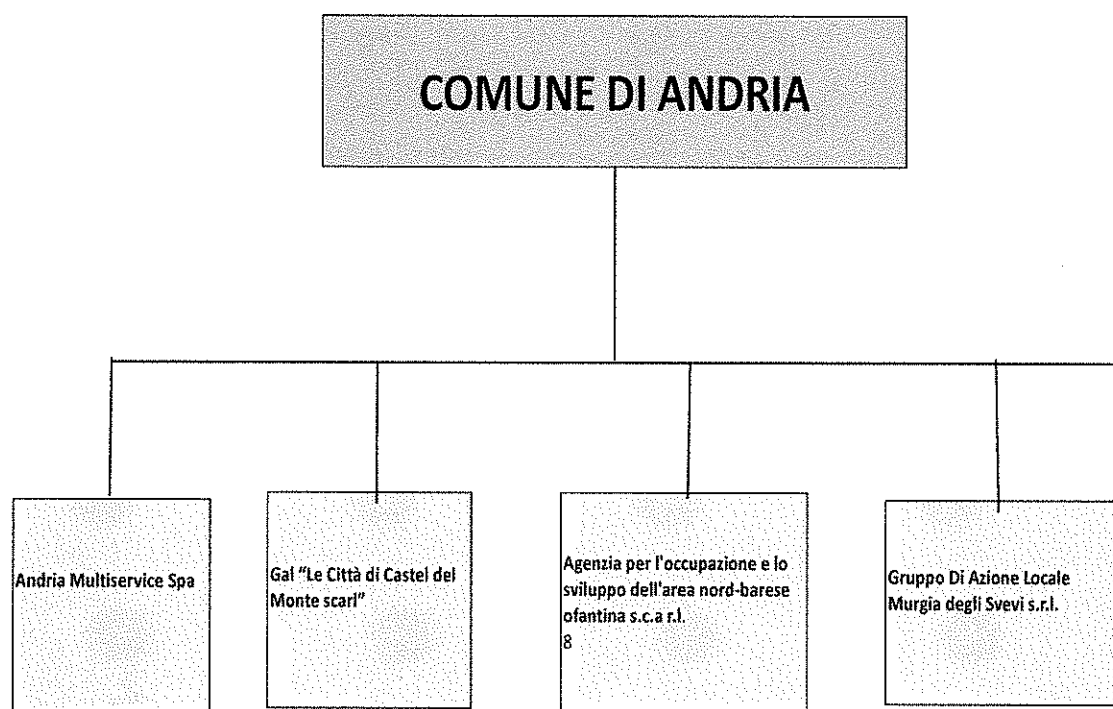 COMUNE DI ANDRIA
Andria Multiservice Spa
Gal “Le Città di Castel del
Monte scarl”
Agenzia per l'occupazione e lo
sviluppo dell'area nord-barese
ofantina s.c.a r.l.
8
Gruppo Di Azione Locale
Murgia degli Svevi s.r.l.